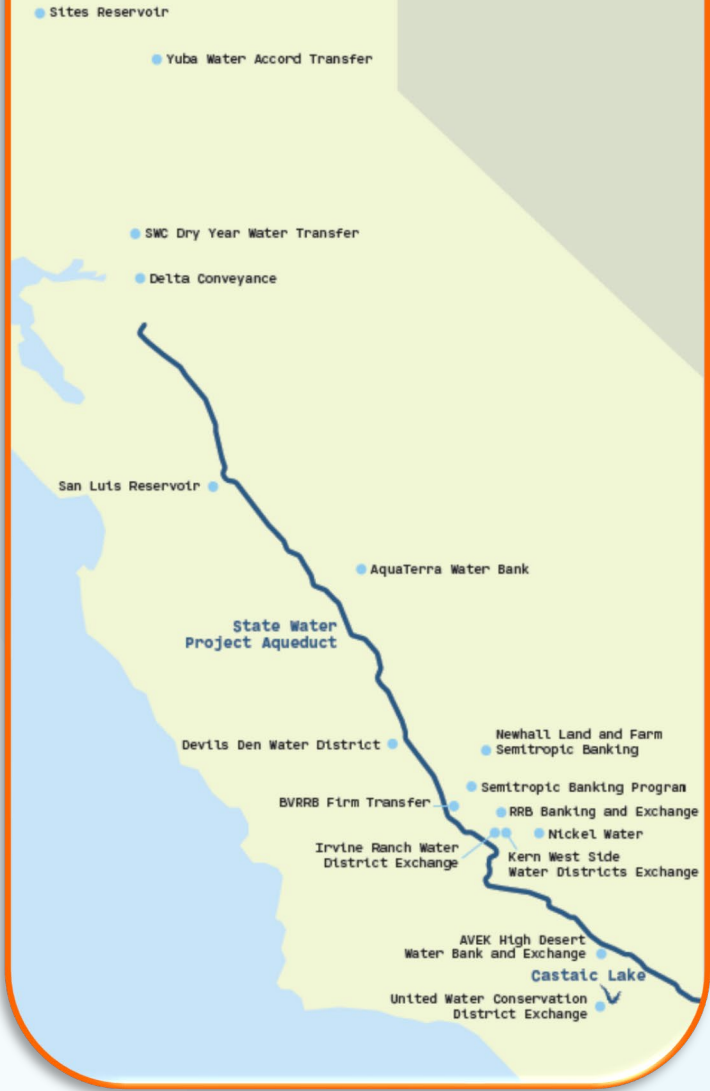 Sites Reservoir
Yuba Water Accord Transfer
SWC Dry Year Water Transfer
Delta Conveyance
San Luis Reservoir
AquaTerra Water Bank
State Water
Project Aqueduct
Devils Den Water District
Newhall Land and Farm
Semitropic Banking
Semitropic Banking Program
BVRRB Firm Transfer
RRB Banking and Exchange
Nickel Water
Irvine Ranch Water
District Exchange
Kern West Side
Water Districts Exchange
AVEK High Desert
Water Bank and Exchange
Castaic Lake
United Water Conservation
District Exchange